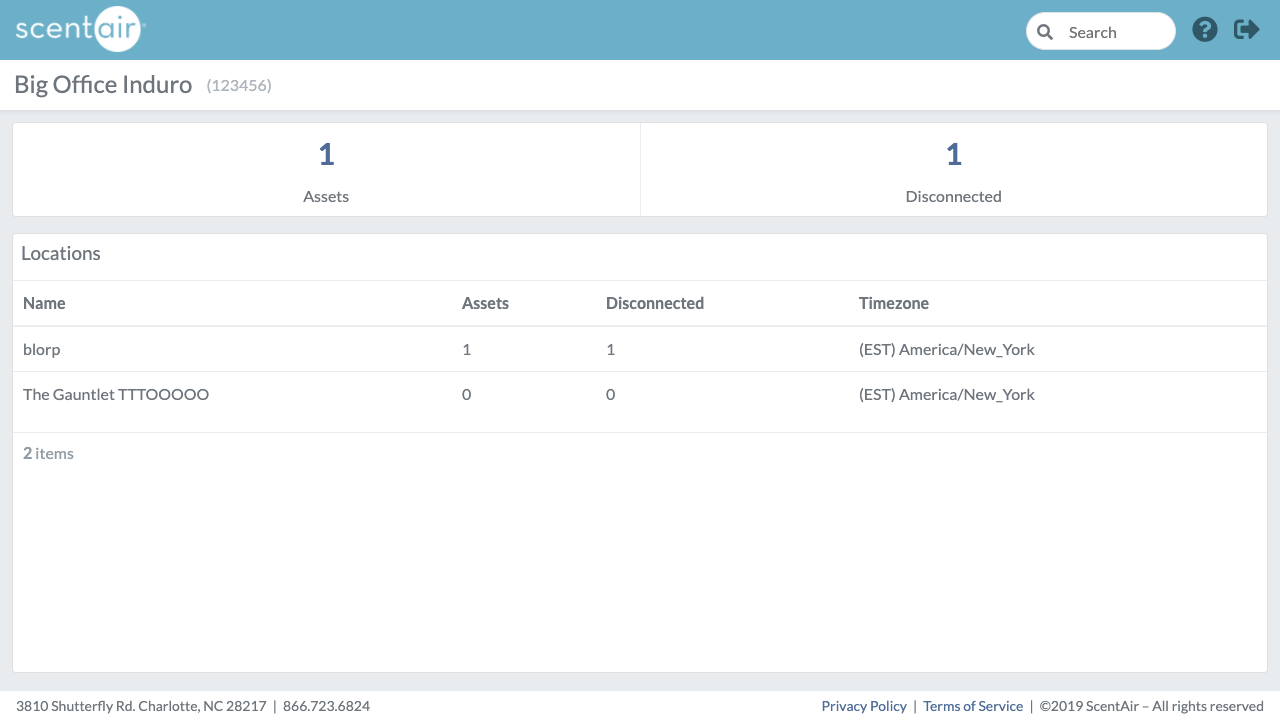 scentair
Search
Big Office Induro (123456)
1
Assets
1
Disconnected
Locations
Name Assets Disconnected Timezone
blorp 1 1 (EST) America/New_York
The Gauntlet TTTOOOOO 0 0 (EST) America/New_York
2 items
3810 Shutterfly Rd. Charlotte, NC 28217 | 866.723.6824
Privacy Policy | Terms of Service | ©2019 ScentAir – All rights reserved